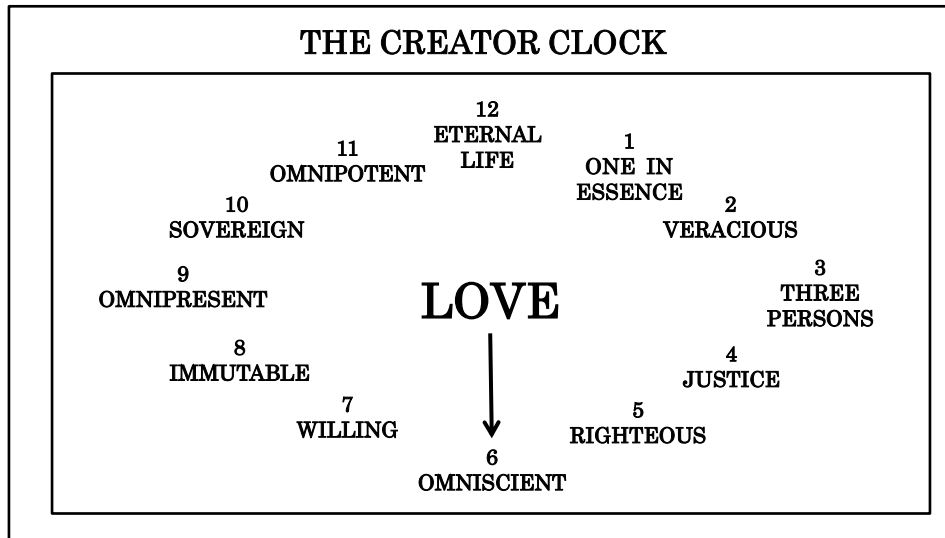 THE CREATOR CLOCK
12
ETERNAL
LIFE
1
ONE IN
ESSENCE
2
VERACIOUS
3
THREE
PERSONS
4
JUSTICE
5
RIGHTEOUS
6
OMNISCIENT
7
WILLING
8
IMMUTABLE
9
OMNIPRESENT
10
SOVEREIGN
11
OMNIPOTENT
LOVE